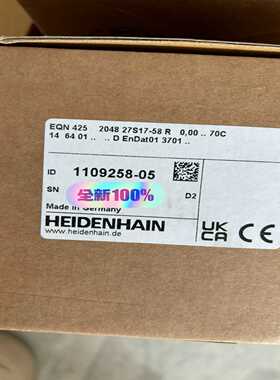 EQN 425 2048 27S17-58 R 0,00 .. 70C
14 64 01 .. .. D EnDat01 3701 ..
ID 1109258-05
SN
全新100%
D2
Made in Germany
HEIDENHAIN
www.heidenhain.de
UK
CA
CE